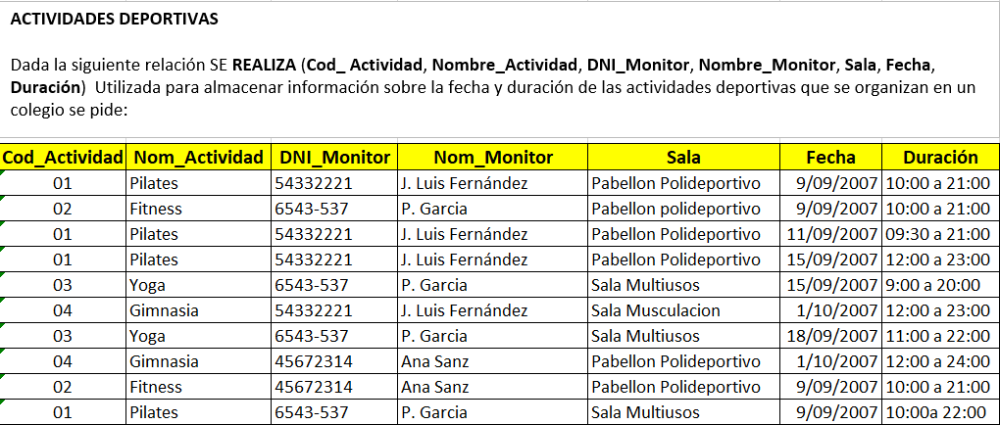 ACTIVIDADES DEPORTIVAS
Dada la siguiente relación SE REALIZA (Cod_ Actividad, Nombre_Actividad, DNI_Monitor, Nombre_Monitor, Sala, Fecha,
Duración) Utilizada para almacenar información sobre la fecha y duración de las actividades deportivas que se organizan en un
colegio se pide:
Cod_Actividad Nom_Actividad DNI_Monitor Nom_Monitor Sala Fecha Duración
01 Pilates 54332221 J. Luis Fernández Pabellon Polideportivo 9/09/2007 10:00 a 21:00
02 Fitness 6543-537 P. Garcia Pabellon polideportivo 9/09/2007 10:00 a 21:00
01 Pilates 54332221 J. Luis Fernández Pabellon Polideportivo 11/09/2007 09:30 a 21:00
01 Pilates 54332221 J. Luis Fernández Pabellon Polideportivo 15/09/2007 12:00 a 23:00
03 Yoga 6543-537 P. Garcia Sala Multiusos 15/09/2007 9:00 a 20:00
04 Gimnasia 54332221 J. Luis Fernández Sala Musculacion 1/10/2007 12:00 a 23:00
03 Yoga 6543-537 P. Garcia Sala Multiusos 18/09/2007 11:00 a 22:00
04 Gimnasia 45672314 Ana Sanz Pabellon Polideportivo 1/10/2007 12:00 a 24:00
02 Fitness 45672314 Ana Sanz Pabellon Polideportivo 9/09/2007 10:00 a 21:00
01 Pilates 6543-537 P. Garcia Sala Multiusos 9/09/2007 10:00a 22:00